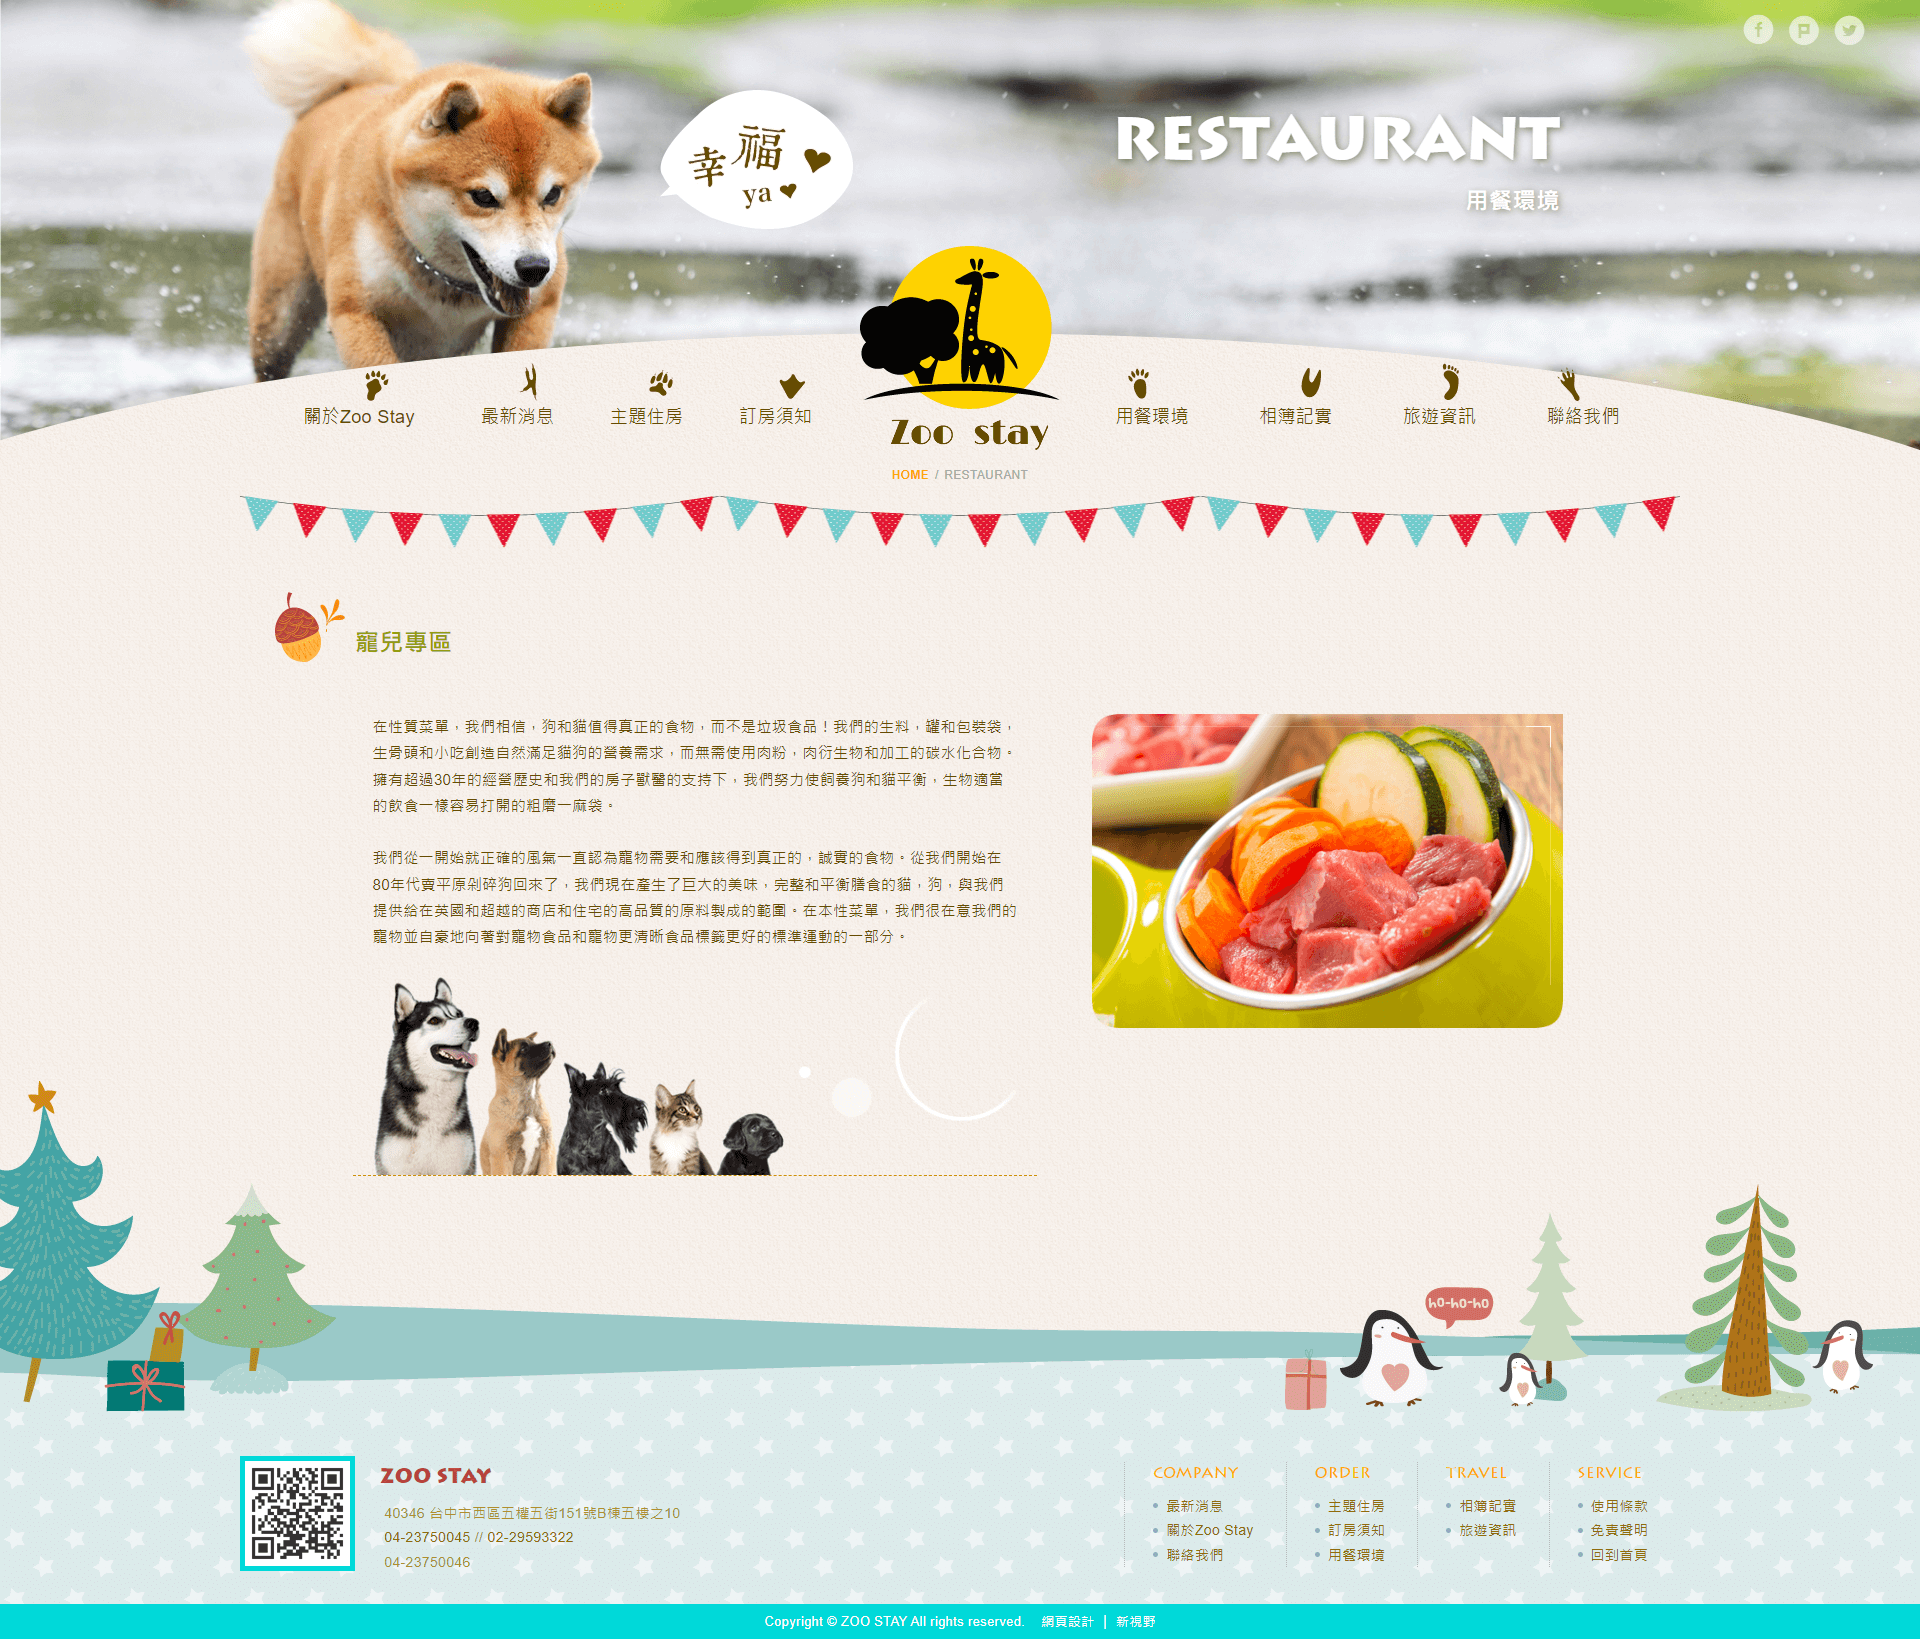 幸福
ya
RESTAURANT
用餐環境
關於Zoo Stay
最新消息
主題住房
訂房須知
Zoo stay
用餐環境
相簿記實
旅遊資訊
聯絡我們
HOME / RESTAURANT
寵兒專區
在性質菜單，我們相信，狗和貓值得真正的食物，而不是垃圾食品！我們的生料，罐和包裝袋，
生骨頭和小吃創造自然滿足貓狗的營養需求，而無需使用肉粉，肉衍生物和加工的碳水化合物。
擁有超過30年的經營歷史和我們的房子獸醫的支持下，我們努力使飼養狗和貓平衡，生物適當
的飲食一樣容易打開的粗磨一麻袋。
我們從一開始就正確的風氣一直認為寵物需要和應該得到真正的，誠實的食物。從我們開始在
80年代賣平原剁碎狗回來了，我們現在產生了巨大的美味，完整和平衡膳食的貓，狗，與我們
提供給在英國和超越的商店和住宅的高品質的原料製成的範圍。在本性菜單，我們很在意我們的
寵物並自豪地向著對寵物食品和寵物更清晰食品標籤更好的標準運動的一部分。
ho-ho-ho
ZOO STAY
40346 台中市西區五權五街151號B棟五樓之10
04-23750045 // 02-29593322
04-23750046
COMPANY
最新消息
關於Zoo Stay
聯絡我們
ORDER
主題住房
訂房須知
用餐環境
TRAVEL
相簿記實
旅遊資訊
SERVICE
使用條款
免責聲明
回到首頁
Copyright © ZOO STAY All rights reserved. 網頁設計 | 新視野